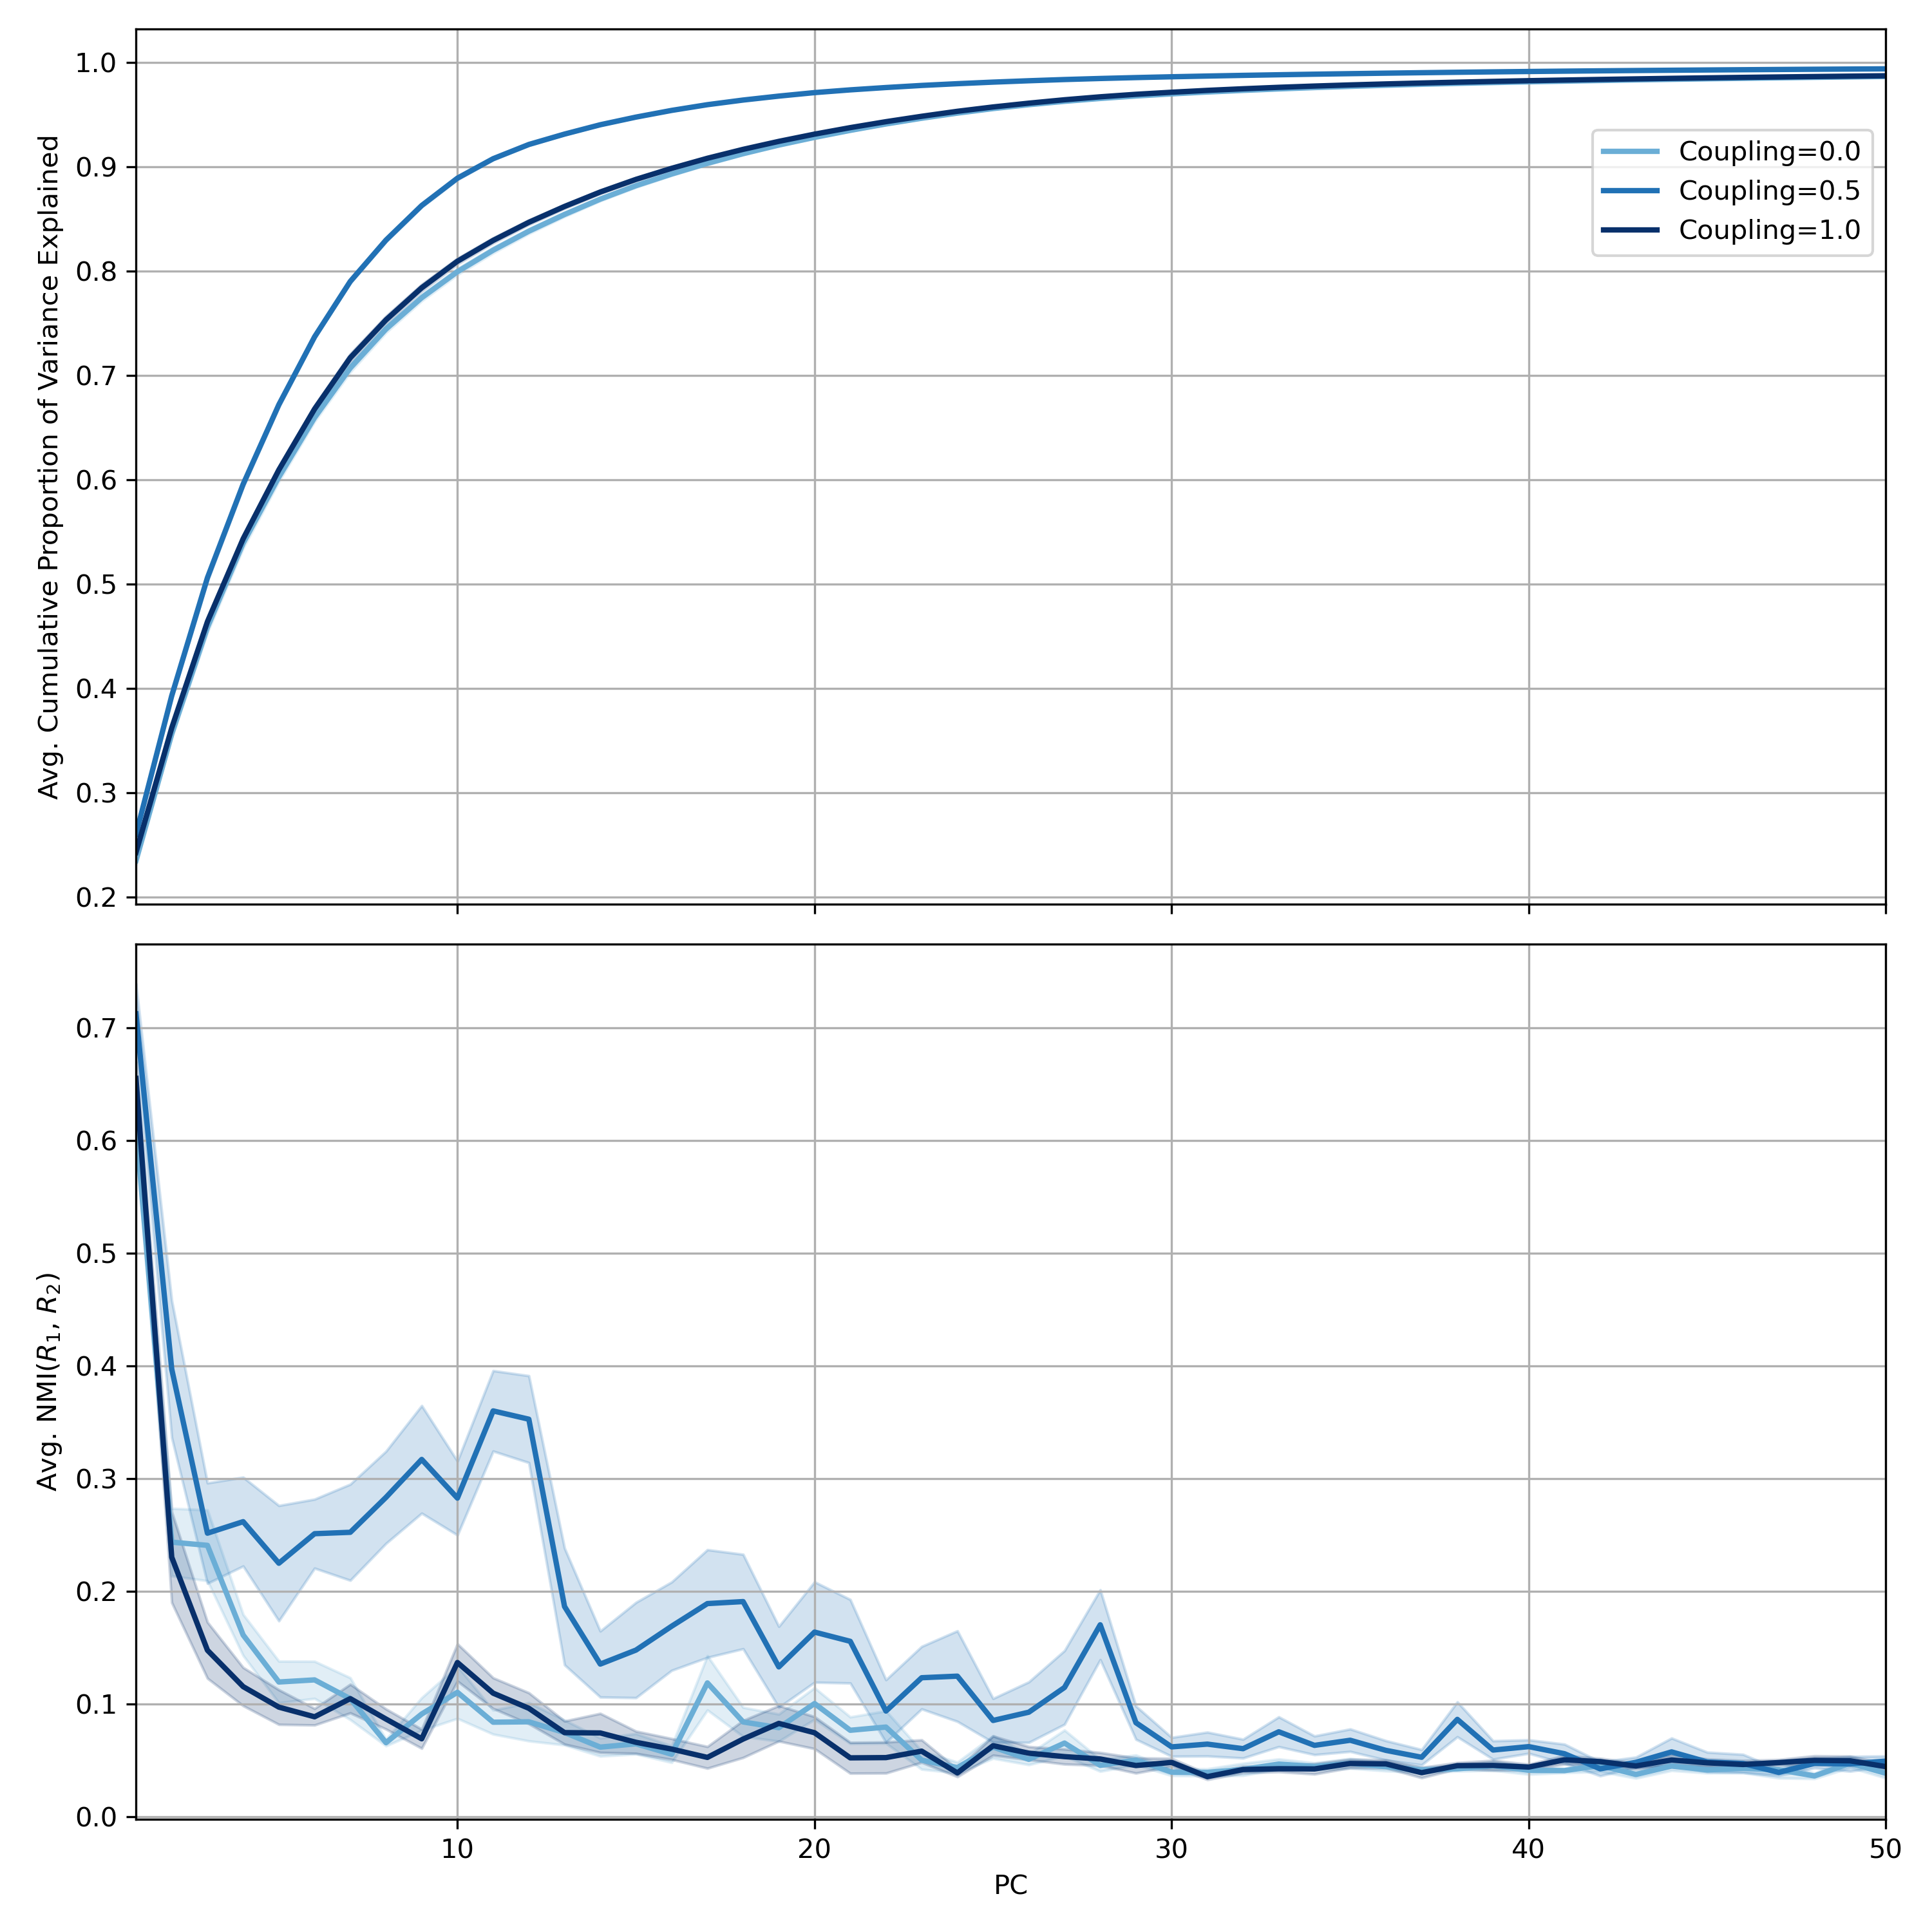 1.0
0.9
0.8
0.7
0.6
0.5
0.4
0.3
0.2
Avg. Cumulative Proportion of Variance Explained
Coupling=0.0
Coupling=0.5
Coupling=1.0
0.7
0.6
0.5
0.4
0.3
0.2
0.1
0.0
Avg. NMI(R₁, R₂)
10 20 30 40 50
PC